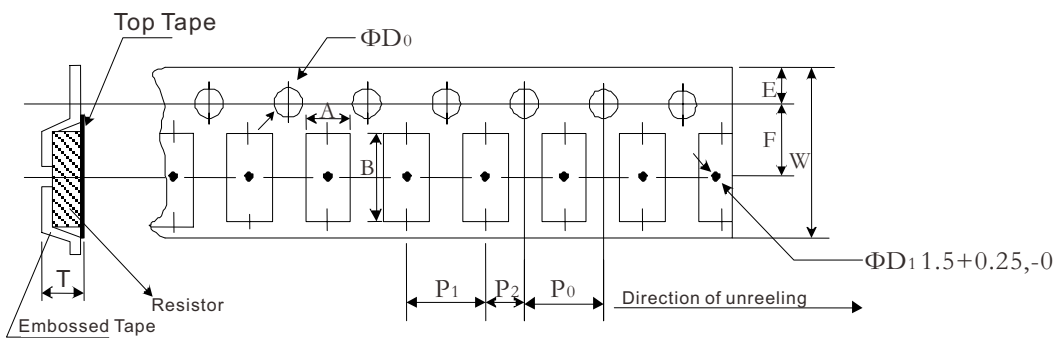 Top Tape
ΦD0
A
E
F
W
B
ΦD1 1.5+0.25,-0
T
P1
P2
P0
Direction of unreeling
Resistor
Embossed Tape